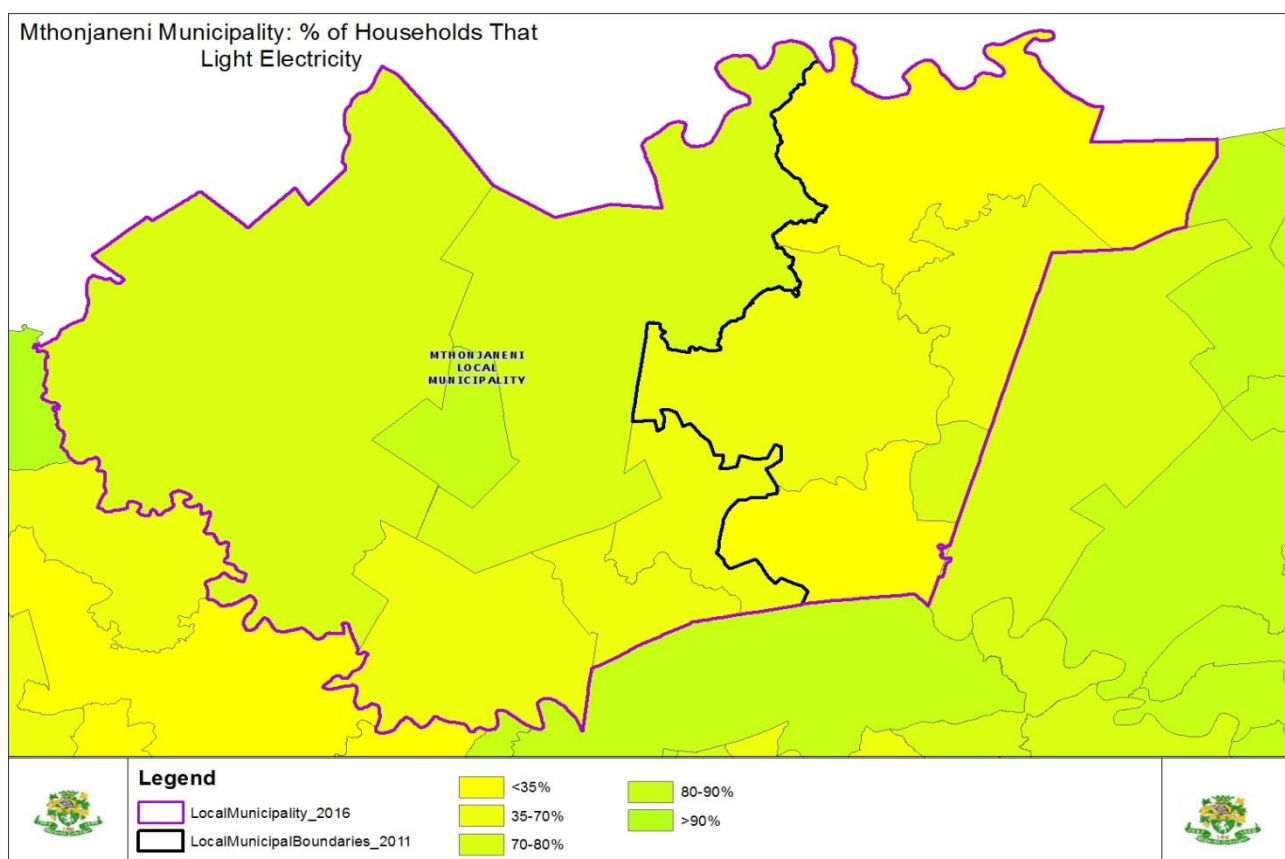 Mthonjaneni Municipality: % of Households That
Light Electricity
MTHONJANENI
LOCAL
MUNICIPALITY
Legend
LocalMunicipality_2016
LocalMunicipalBoundaries_2011
<35%
35-70%
70-80%
80-90%
>90%